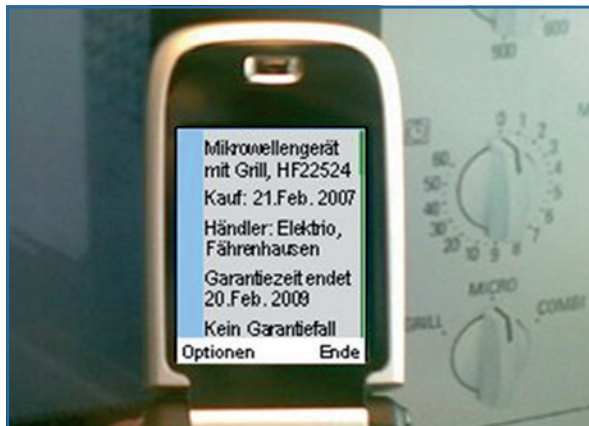 900
600
0 1 2 3 4 5 6 7 8 9 10 20 30 40 50 60
Mikrowellengerät
mit Grill, HF22524
Kauf: 21.Feb. 2007
Händler: Elektrio,
Fährenhausen
Garantiezeit endet
20.Feb. 2009
Kein Garantiefall
Optionen Ende
GRILL
MICRO
COMBI